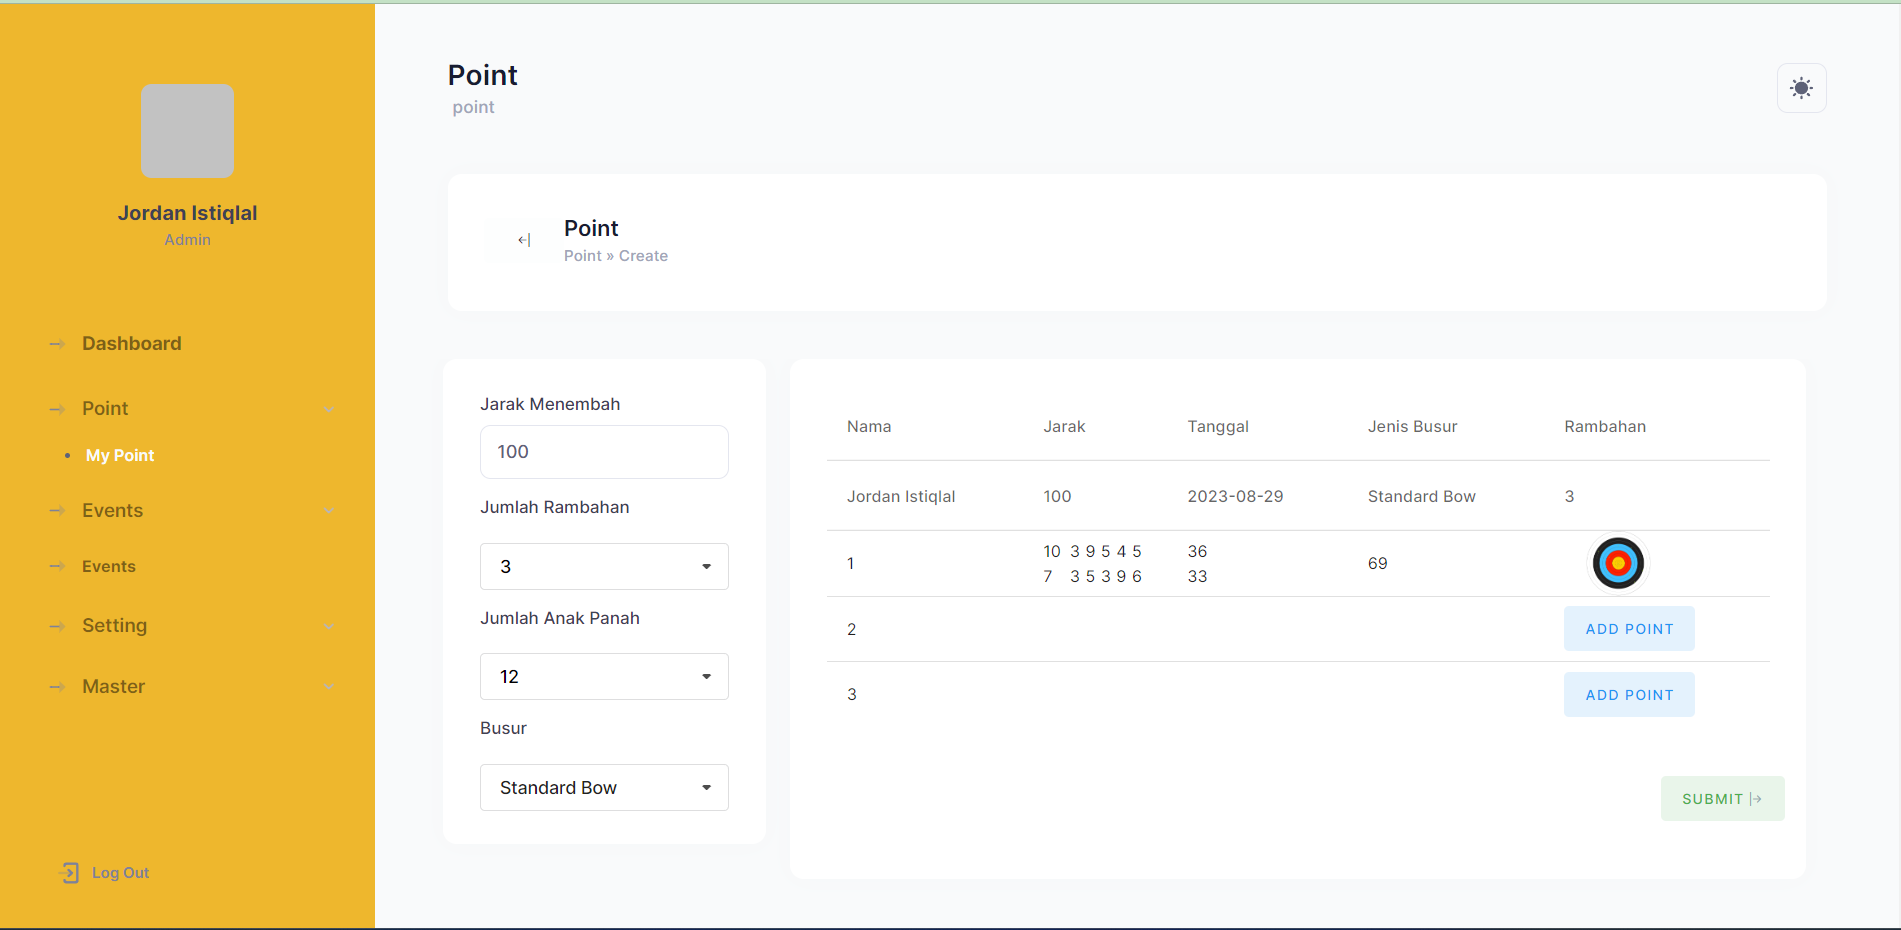 Jordan Istiqlal
Admin
Dashboard
Point
My Point
Events
Events
Setting
Master
Log Out
Point
point
Point
Point » Create
Jarak Menembah
100
Jumlah Rambahan
3
Jumlah Anak Panah
12
Busur
Standard Bow
Nama Jarak Tanggal Jenis Busur Rambahan
Jordan Istiqlal 100 2023-08-29 Standard Bow 3
1 69
10 3 9 5 4 5 36
7 3 5 3 9 6 33
2 ADD POINT
3 ADD POINT
SUBMIT